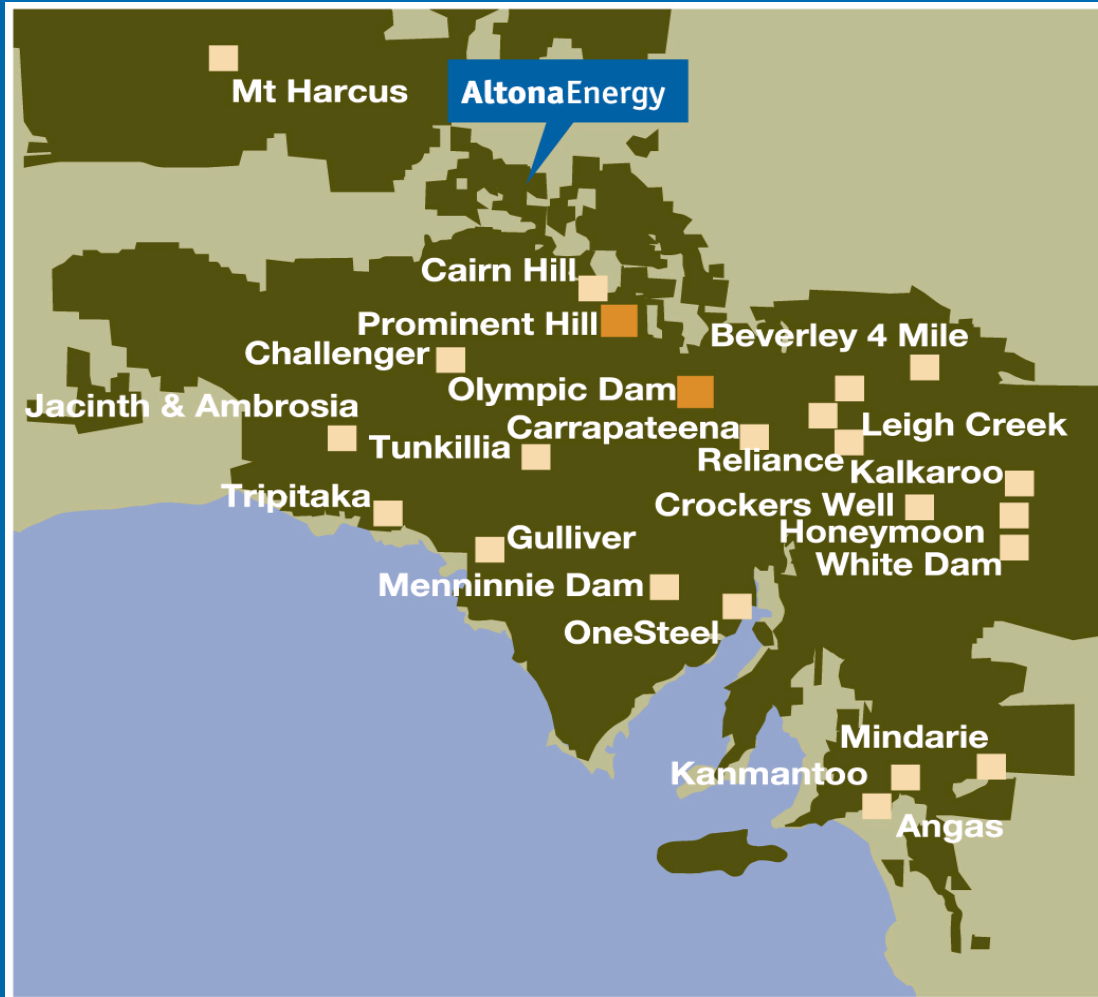 Mt Harcus
AltonaEnergy
Cairn Hill
Prominent Hill
Beverley 4 Mile
Challenger
Olympic Dam
Jacinth & Ambrosia
Carrapateena
Leigh Creek
Tunkillia
Reliance
Kalkaroo
Tripitaka
Crockers Well
Honeymoon
Gulliver
White Dam
Menninnie Dam
OneSteel
Mindarie
Kanmantoo
Angas